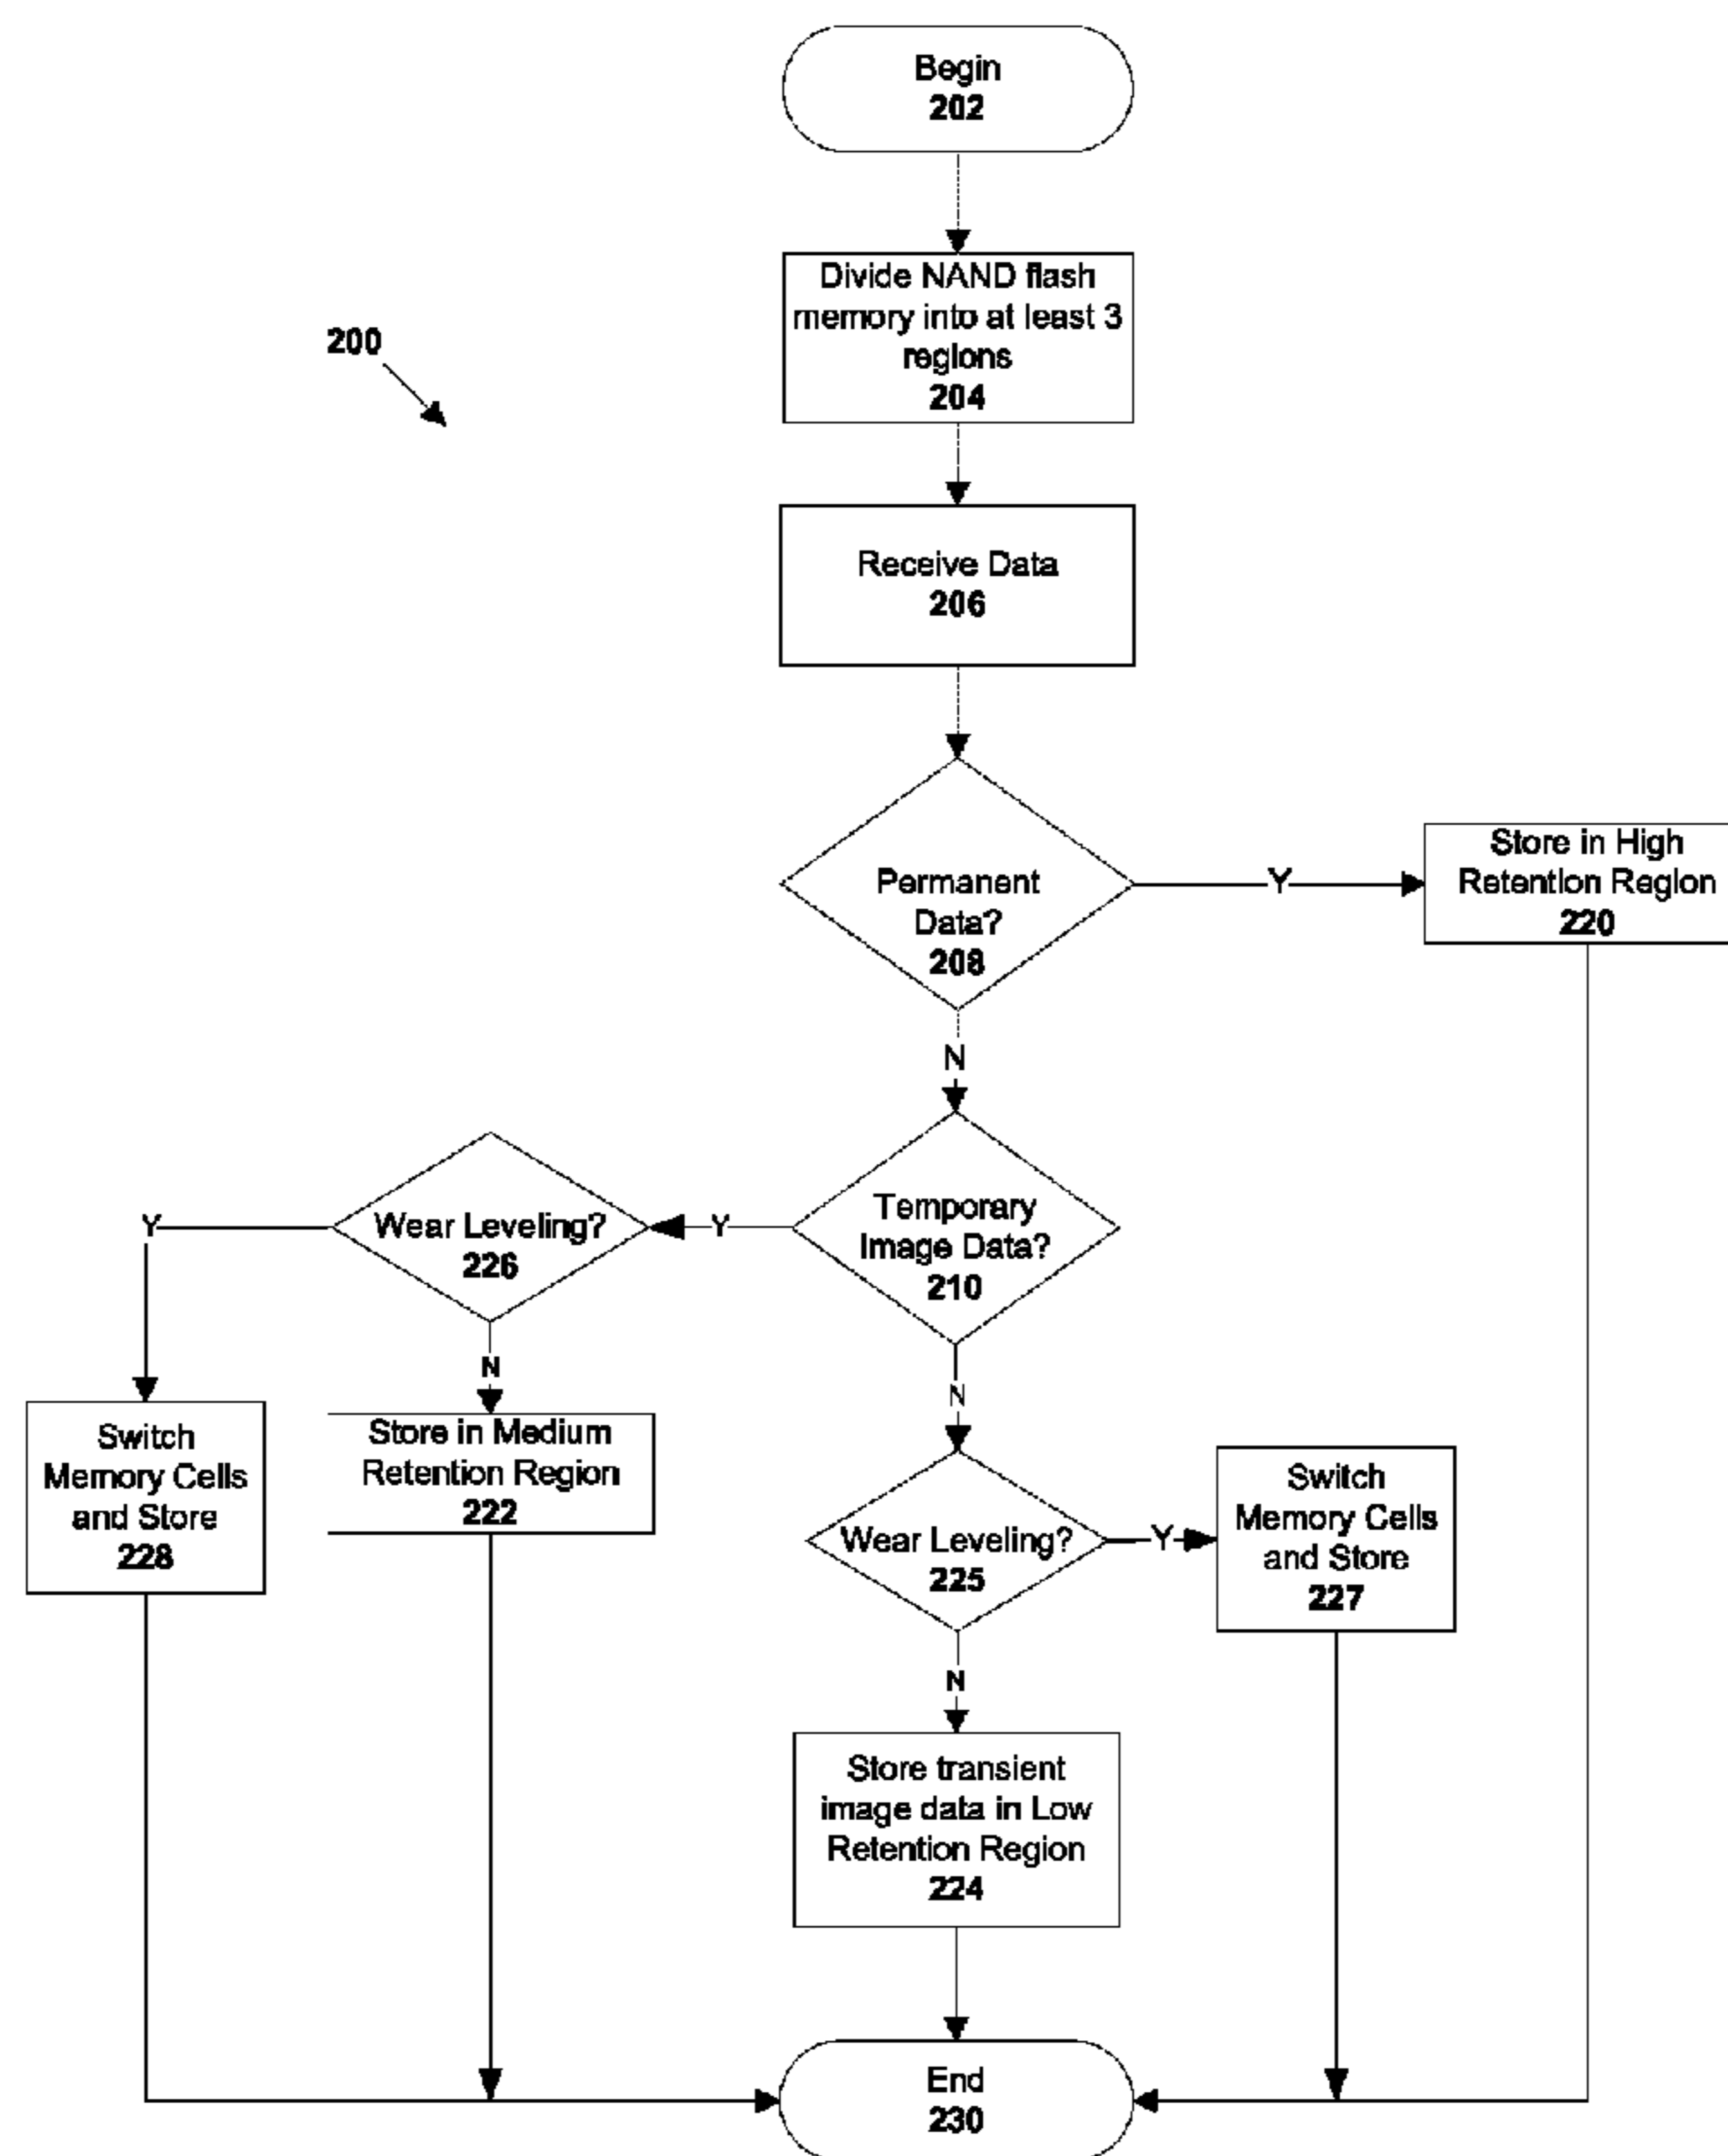 Begin
202
Divide NAND flash
memory into at least 3
regions
204
200
Receive Data
206
Permanent
Data?
208
Y
Store in High
Retention Region
220
N
Temporary
Image Data?
210
Y
Wear Leveling?
226
Y
N
Switch
Memory Cells
and Store
228
Store in Medium
Retention Region
222
N
Wear Leveling?
225
Y
Switch
Memory Cells
and Store
227
N
Store transient
image data in Low
Retention Region
224
End
230